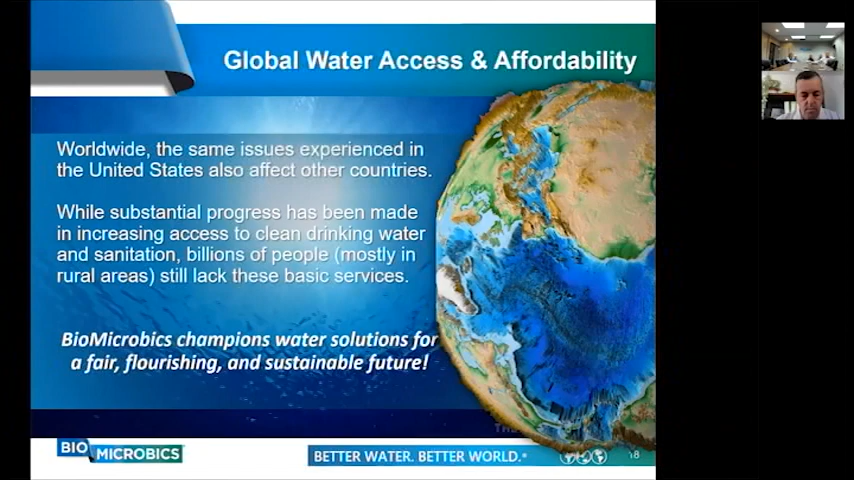 Global Water Access & Affordability
Worldwide, the same issues experienced in
the United States also affect other countries.
While substantial progress has been made
in increasing access to clean drinking water
and sanitation, billions of people (mostly in
rural areas) still lack these basic services.
BioMicrobics champions water solutions for
a fair, flourishing, and sustainable future!
BIO
MICROBICS
BETTER WATER. BETTER WORLD.®
18